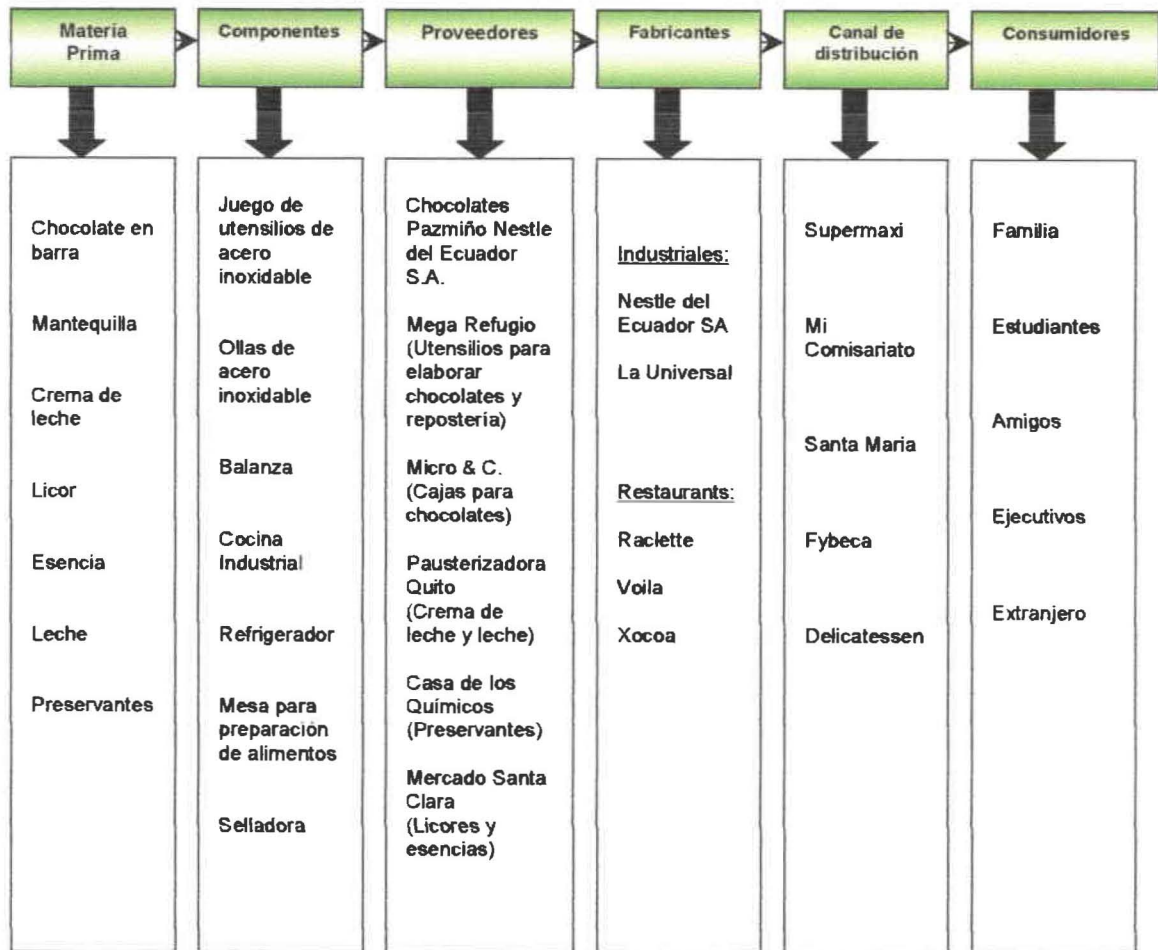 Matería
Prima
Componentes
Proveedores
Fabricantes
Canal de
distribución
Consumidores
Chocolate en
barra
Mantequilla
Crema de
leche
Licor
Esencia
Leche
Preservantes
Juego de
utensilios de
acero
inoxidable
Ollas de
acero
inoxidable
Balanza
Cocina
Industrial
Refrigerador
Mesa para
preparación
de alimentos
Selladora
Chocolates
Pazmiño Nestle
del Ecuador
S.A.
Mega Refugio
(Utensilios para
elaborar
chocolates y
repostería)
Micro & C.
(Cajas para
chocolates)
Pausterizadora
Quito
(Crema de
leche y leche)
Casa de los
Químicos
(Preservantes)
Mercado Santa
Clara
(Licores y
esencias)
Industriales:
Nestle del
Ecuador SA
La Universal
Restaurants:
Raclette
Voila
Xocoa
Supermaxi
Mi
Comisariato
Santa Maria
Fybeca
Delicatessen
Familia
Estudiantes
Amigos
Ejecutivos
Extranjero